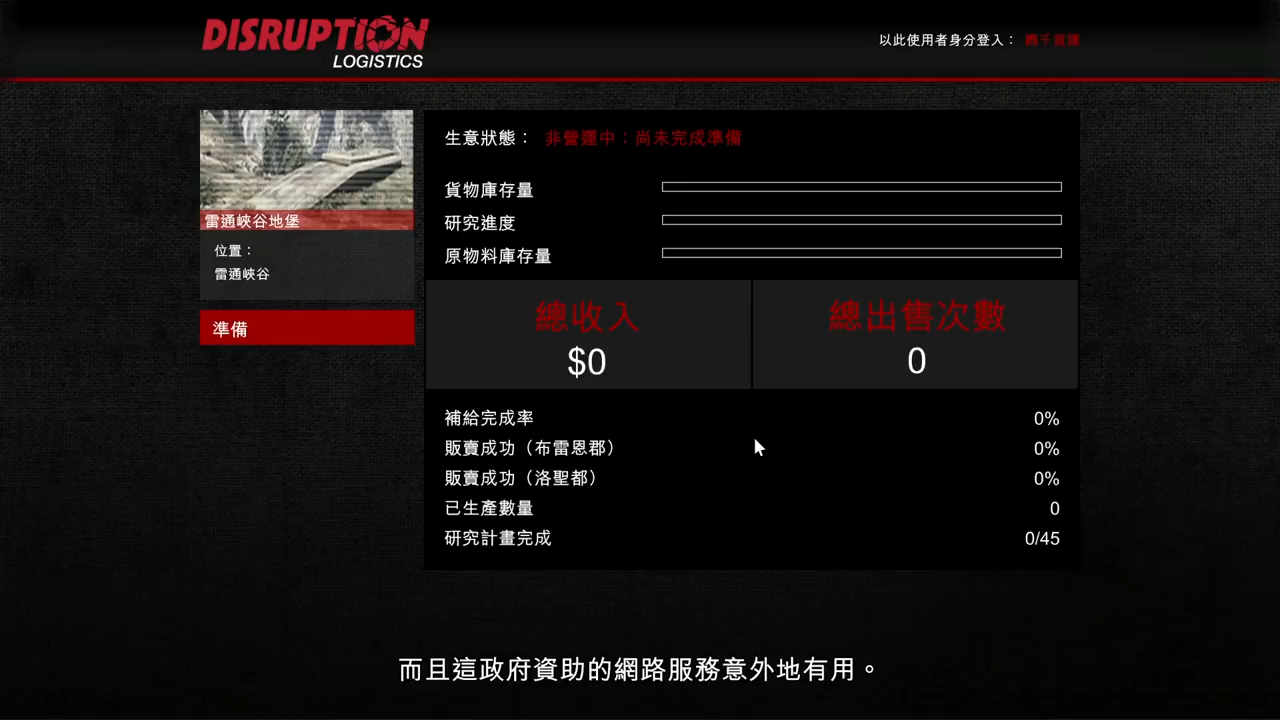 DISRUPTION
LOGISTICS
以此使用者身分登入：
雷通峽谷地堡
位置：
雷通峽谷
準備
生意狀態： 非營運中：尚未完成準備
貨物庫存量
研究進度
原物料庫存量
總收入
$0
總出售次數
0
補給完成率 0%
販賣成功（布雷恩郡） 0%
販賣成功（洛聖都） 0%
已生產數量 0
研究計畫完成 0/45
而且這政府資助的網路服務意外地有用。